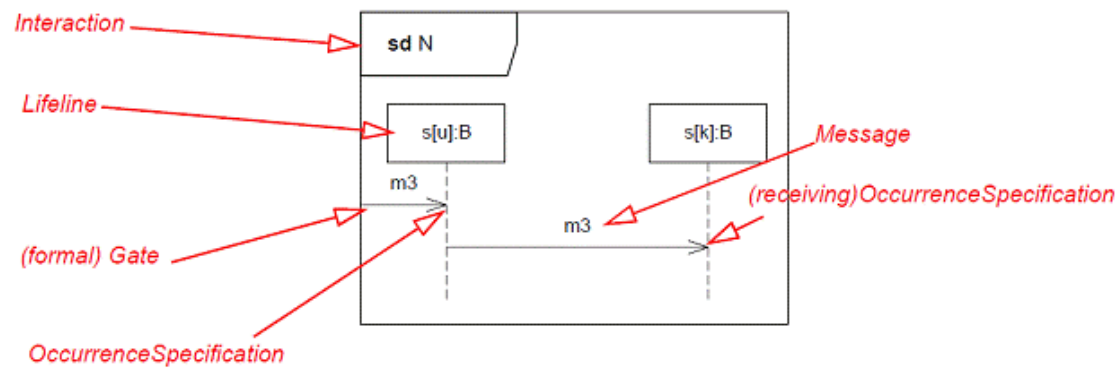 Interaction
sd N
Lifeline
s[u]:B
s[k]:B
Message
m3
(receiving)OccurrenceSpecification
m3
(formal) Gate
OccurrenceSpecification